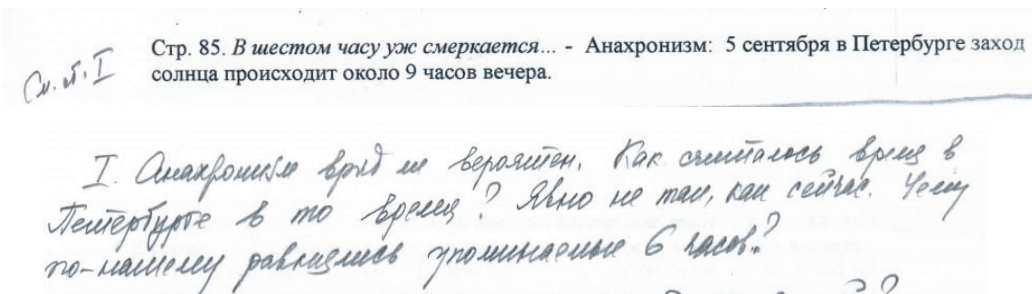 Стр. 85. В шестом часу уж смеркается... - Анахронизм: 5 сентября в Петербурге заход
солнца происходит около 9 часов вечера.
См. I
I. Анахронизм вряд ли вероятен. Как считалось время в
Петербурге в то время? Явно не так, как сейчас. Чему
по-нашему равнялись упоминаемые 6 часов?